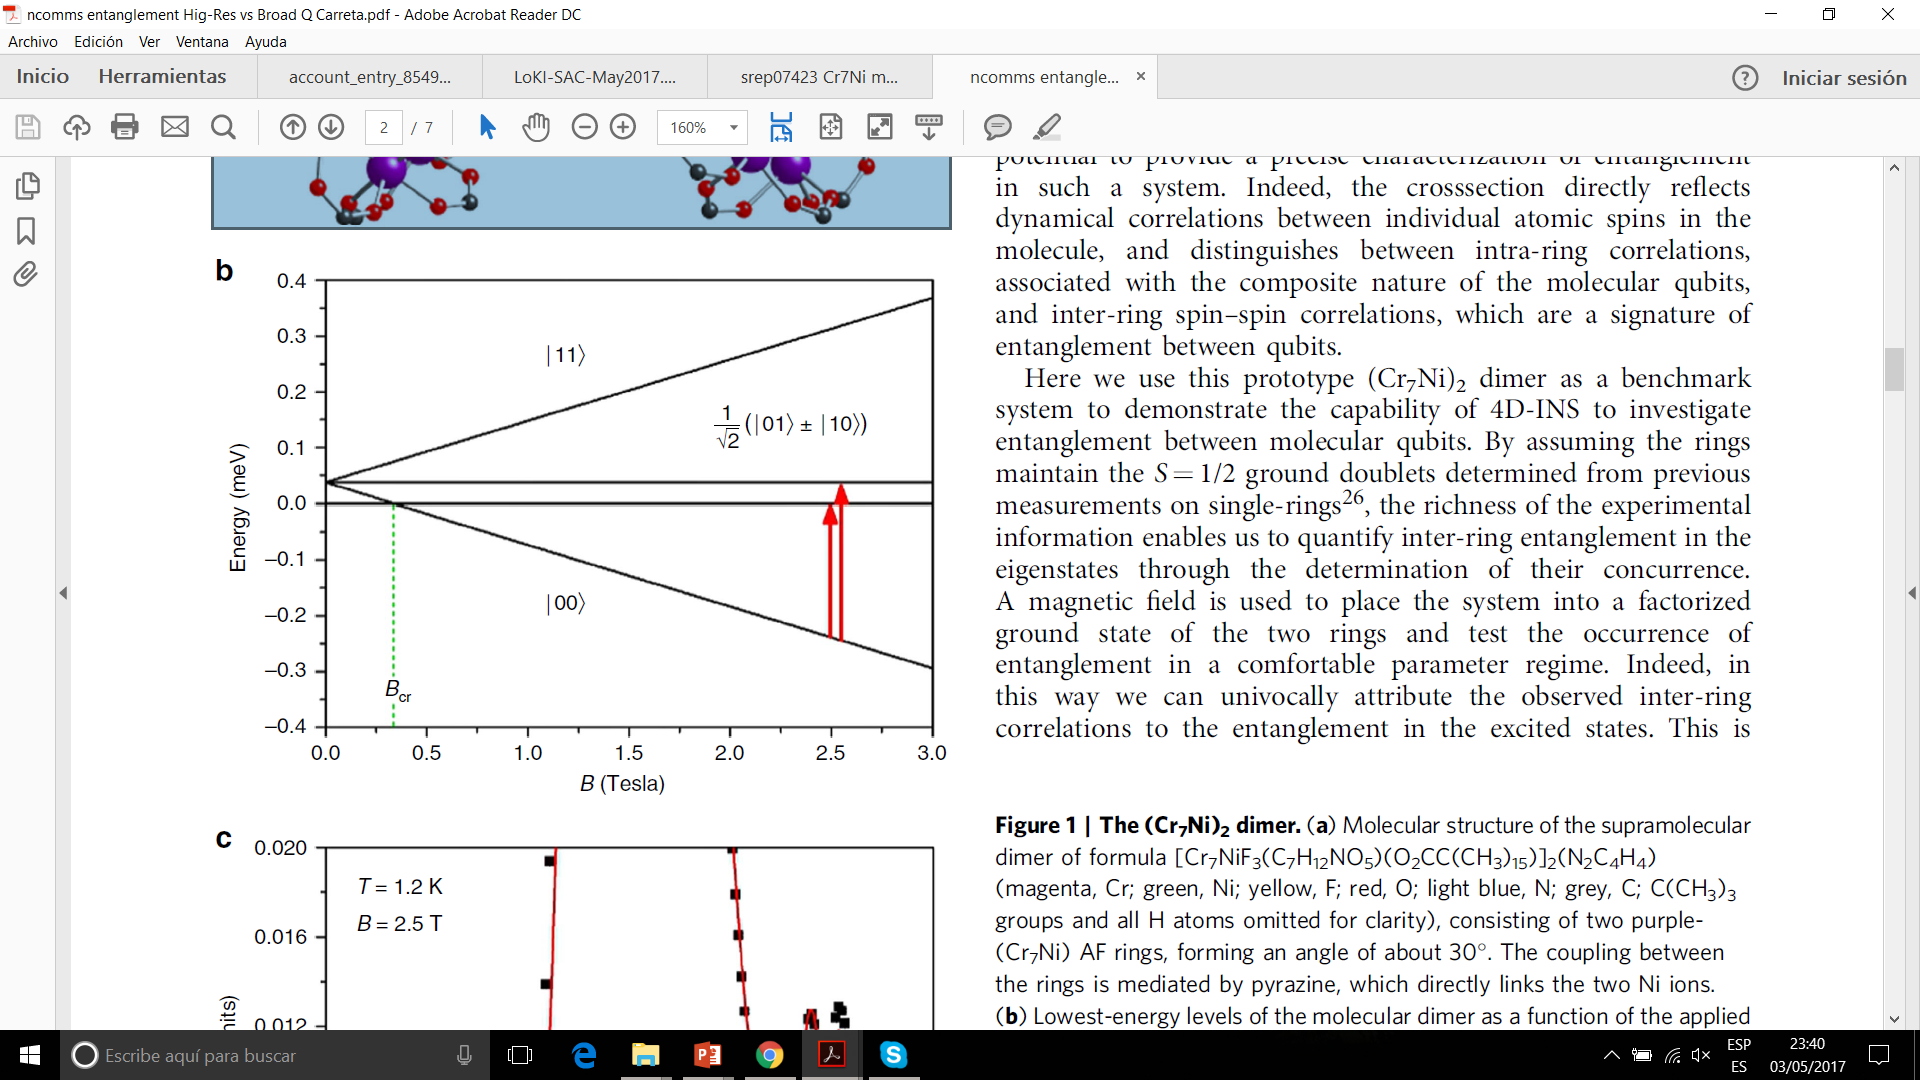 ncomms entanglement Hig-Res vs Broad Q Carreta.pdf - Adobe Acrobat Reader DC
Archivo Edición Ver Ventana Ayuda
Inicio Herramientas account_entry_8549... LoKI-SAC-May2017.... srep07423 Cr7Ni m... ncomms entangle... × ? Iniciar sesión
2 / 7 160%
b
0.4
0.3
0.2
0.1
0.0
−0.1
−0.2
−0.3
−0.4
Energy (meV)
|11⟩
1/√2 (|01⟩ ± |10⟩)
|00⟩
Bcr
0.0 0.5 1.0 1.5 2.0 2.5 3.0
B (Tesla)
c
0.020
0.016
0.012
nits)
T = 1.2 K
B = 2.5 T
potential to provide a precise characterization of entanglement
in such a system. Indeed, the crosssection directly reflects
dynamical correlations between individual atomic spins in the
molecule, and distinguishes between intra-ring correlations,
associated with the composite nature of the molecular qubits,
and inter-ring spin–spin correlations, which are a signature of
entanglement between qubits.
Here we use this prototype (Cr₇Ni)₂ dimer as a benchmark
system to demonstrate the capability of 4D-INS to investigate
entanglement between molecular qubits. By assuming the rings
maintain the S = 1/2 ground doublets determined from previous
measurements on single-rings²⁶, the richness of the experimental
information enables us to quantify inter-ring entanglement in the
eigenstates through the determination of their concurrence.
A magnetic field is used to place the system into a factorized
ground state of the two rings and test the occurrence of
entanglement in a comfortable parameter regime. Indeed, in
this way we can univocally attribute the observed inter-ring
correlations to the entanglement in the excited states. This is
Figure 1 | The (Cr₇Ni)₂ dimer. (a) Molecular structure of the supramolecular
dimer of formula [Cr₇NiF₃(C₇H₁₂NO₅)(O₂CC(CH₃)₁₅)]₂(N₂C₄H₄)
(magenta, Cr; green, Ni; yellow, F; red, O; light blue, N; grey, C; C(CH₃)₃
groups and all H atoms omitted for clarity), consisting of two purple-
(Cr₇Ni) AF rings, forming an angle of about 30°. The coupling between
the rings is mediated by pyrazine, which directly links the two Ni ions.
(b) Lowest-energy levels of the molecular dimer as a function of the applied
Escribe aquí para buscar
ESP
ES
23:40
03/05/2017